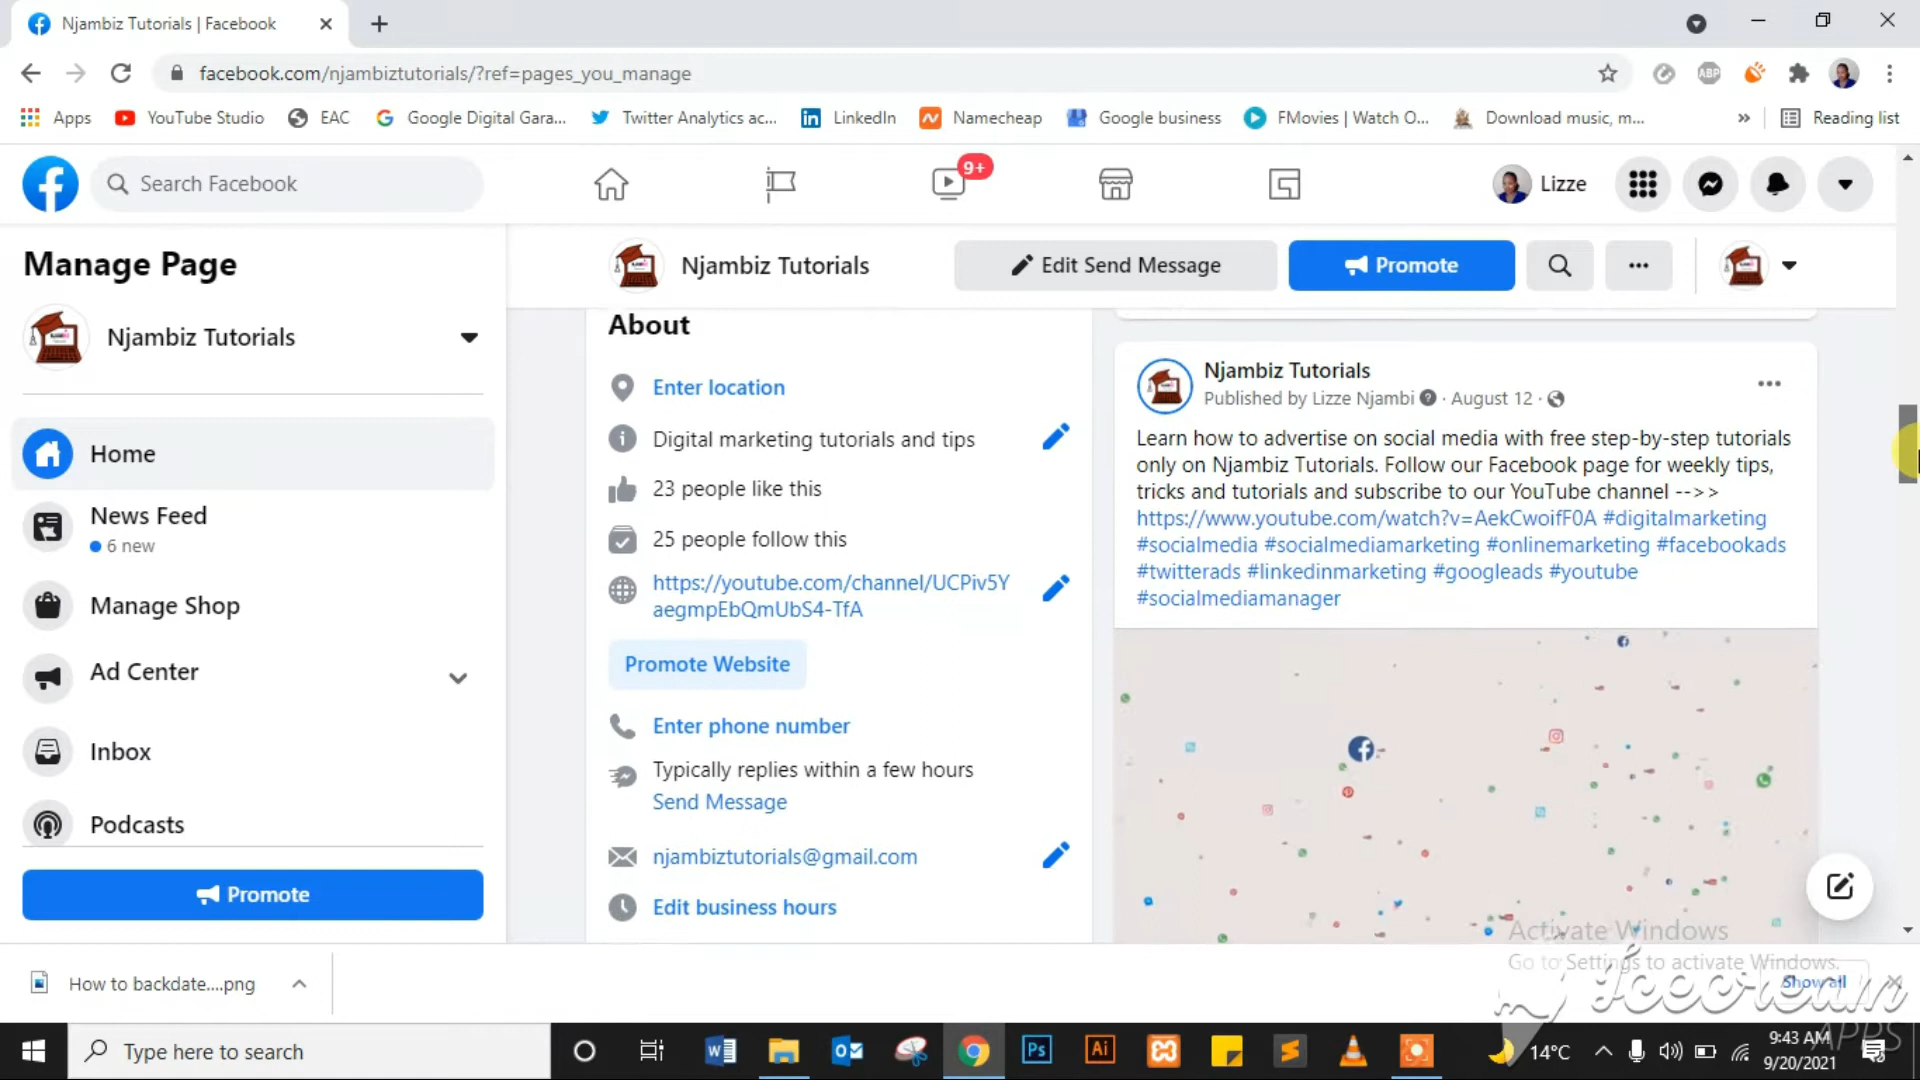 Njambiz Tutorials | Facebook
facebook.com/njambiztutorials/?ref=pages_you_manage
Apps YouTube Studio EAC Google Digital Gara... Twitter Analytics ac... LinkedIn Namecheap Google business FMovies | Watch O... Download music, m... » Reading list
Search Facebook
9+
Lizze
Manage Page
Njambiz Tutorials
Home
News Feed
6 new
Manage Shop
Ad Center
Inbox
Podcasts
Promote
Njambiz Tutorials
Edit Send Message
Promote
About
Enter location
Digital marketing tutorials and tips
23 people like this
25 people follow this
https://youtube.com/channel/UCPiv5Y
aegmpEbQmUbS4-TfA
Promote Website
Enter phone number
Typically replies within a few hours
Send Message
njambiztutorials@gmail.com
Edit business hours
Njambiz Tutorials
Published by Lizze Njambi · August 12 ·
Learn how to advertise on social media with free step-by-step tutorials
only on Njambiz Tutorials. Follow our Facebook page for weekly tips,
tricks and tutorials and subscribe to our YouTube channel -->>
https://www.youtube.com/watch?v=AekCwoifF0A #digitalmarketing
#socialmedia #socialmediamarketing #onlinemarketing #facebookads
#twitterads #linkedinmarketing #googleads #youtube
#socialmediamanager
Activate Windows
Go to Settings to activate Windows.
How to backdate....png
Show all
Icecream
APPS
Type here to search
14°C
9:43 AM
9/20/2021